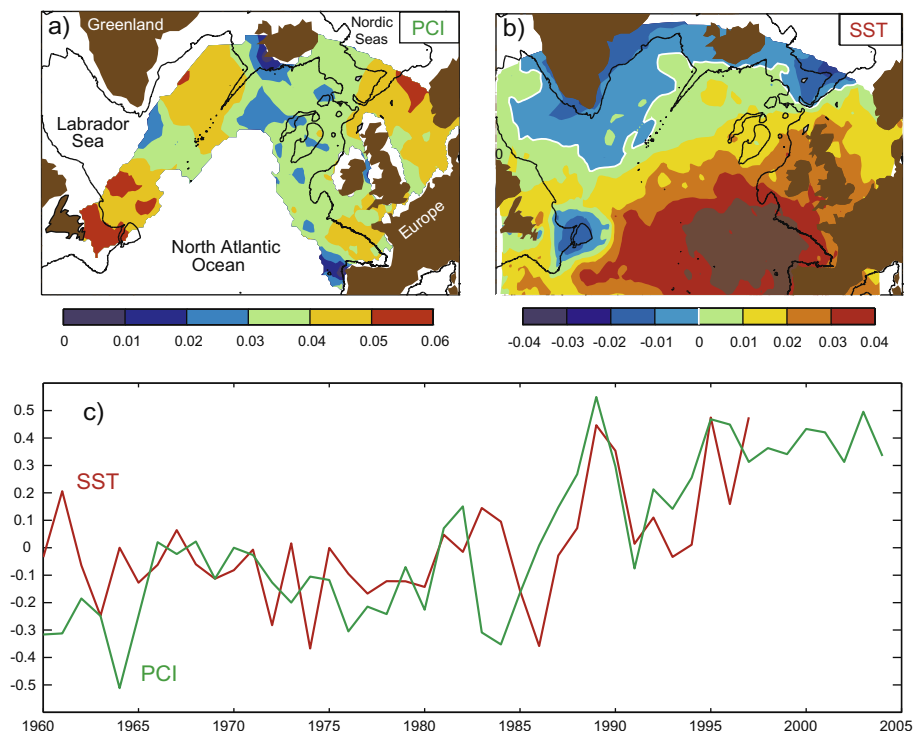 a)
Greenland
Nordic
Seas
PCI
Labrador
Sea
North Atlantic
Ocean
Europe
0 0.01 0.02 0.03 0.04 0.05 0.06
b)
SST
-0.04 -0.03 -0.02 -0.01 0 0.01 0.02 0.03 0.04
c)
0.5
0.4
0.3
0.2
0.1
0
-0.1
-0.2
-0.3
-0.4
-0.5
SST
PCI
1960 1965 1970 1975 1980 1985 1990 1995 2000 2005